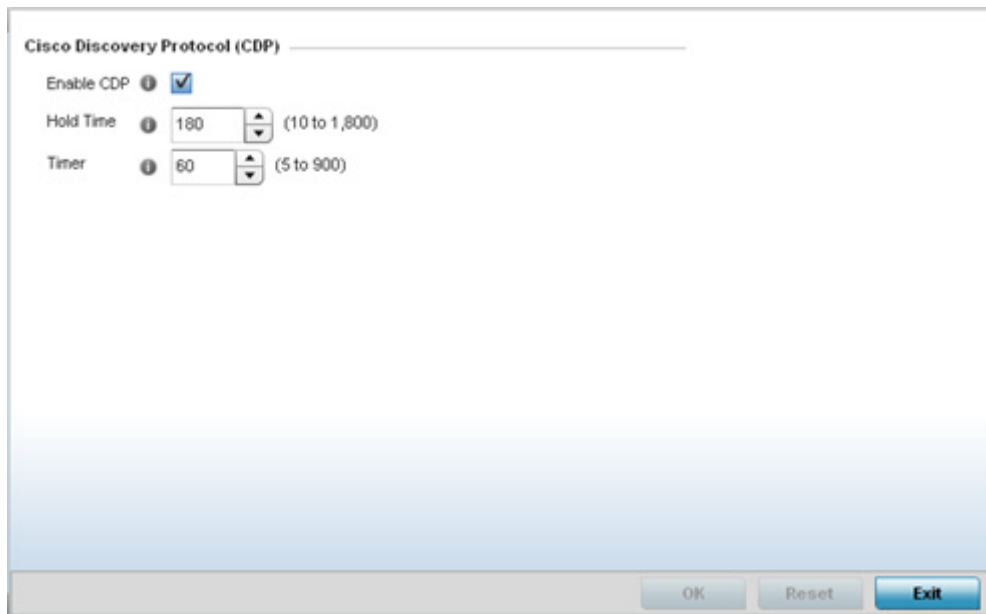 Cisco Discovery Protocol (CDP)
Enable CDP
Hold Time 180 (10 to 1,800)
Timer 60 (5 to 900)
OK Reset Exit